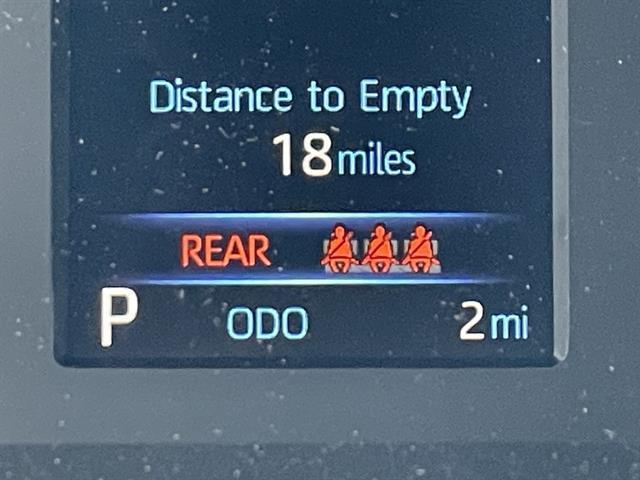 Distance to Empty
18 miles
REAR
P ODO 2 mi